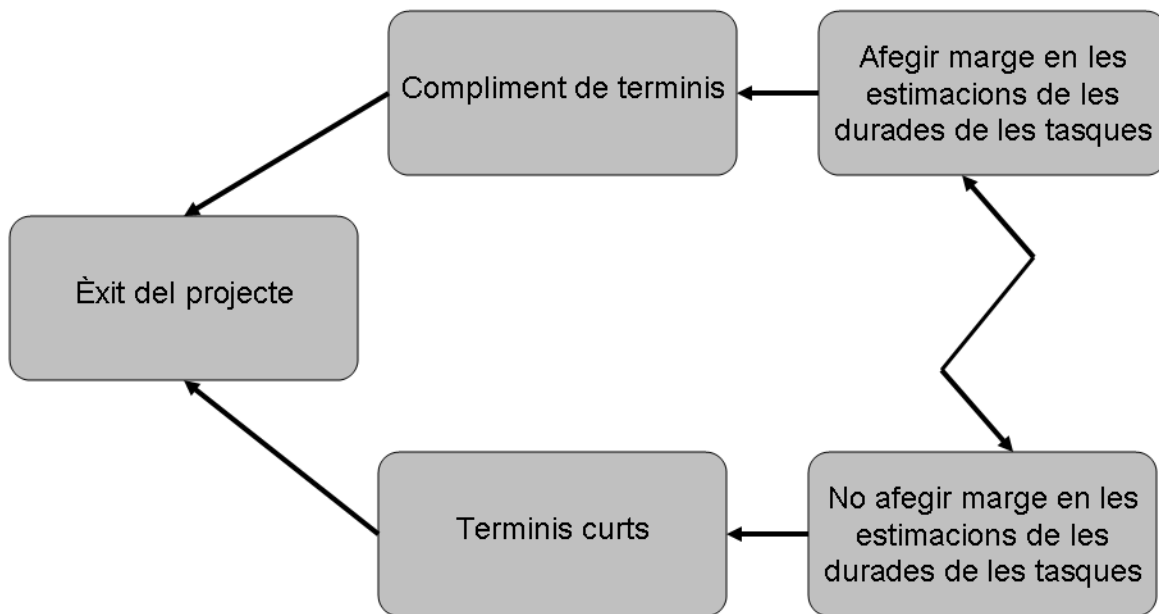 Compliment de terminis
Afegir marge en les
estimacions de les
durades de les tasques
Èxit del projecte
Terminis curts
No afegir marge en les
estimacions de les
durades de les tasques